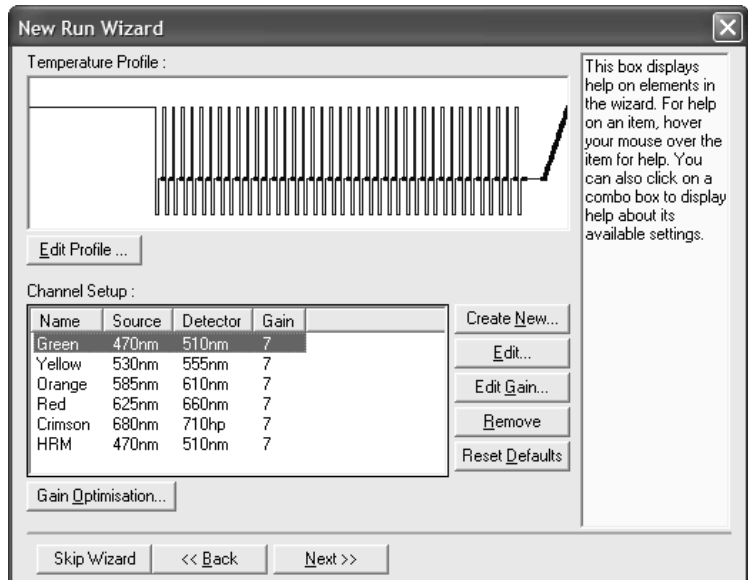 New Run Wizard
Temperature Profile :
Edit Profile ...
Channel Setup :
Name Source Detector Gain
Green 470nm 510nm 7
Yellow 530nm 555nm 7
Orange 585nm 610nm 7
Red 625nm 660nm 7
Crimson 680nm 710hp 7
HRM 470nm 510nm 7
Create New...
Edit...
Edit Gain...
Remove
Reset Defaults
Gain Optimisation...
This box displays
help on elements in
the wizard. For help
on an item, hover
your mouse over the
item for help. You
can also click on a
combo box to display
help about its
available settings.
Skip Wizard << Back Next >>